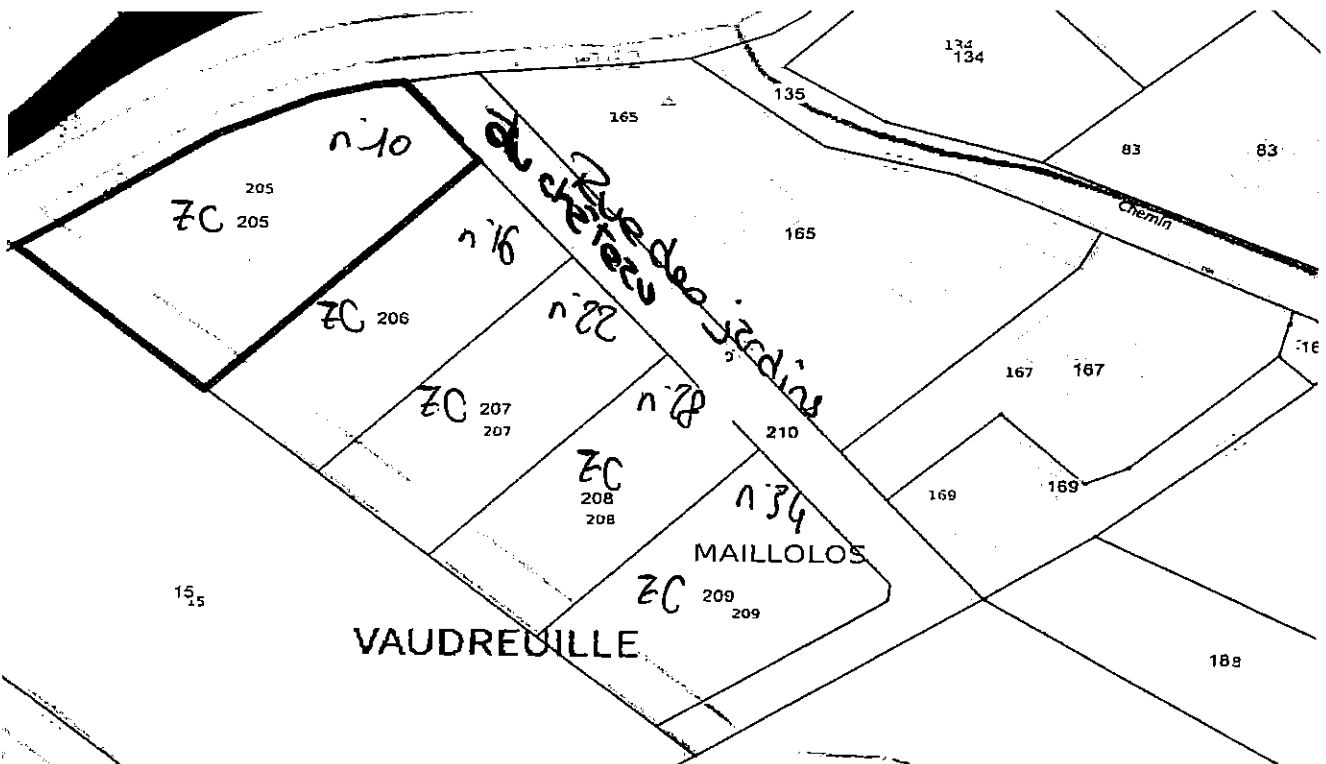 134
134
135
165
83
83
n°10
205
ZC 205
Rue des jardins
du château
165
Chemin
n°16
ZC 206
n°22
ZC 207
207
n°28
167
167
210
ZC
208
208
n°34
169
169
MAILLOLOS
ZC 209
209
15
15
VAUDREUILLE
188